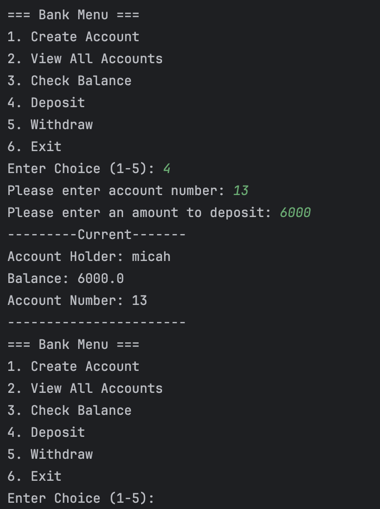 === Bank Menu ===
1. Create Account
2. View All Accounts
3. Check Balance
4. Deposit
5. Withdraw
6. Exit
Enter Choice (1-5): 4
Please enter account number: 13
Please enter an amount to deposit: 6000
---------Current-------
Account Holder: micah
Balance: 6000.0
Account Number: 13
-----------------------
=== Bank Menu ===
1. Create Account
2. View All Accounts
3. Check Balance
4. Deposit
5. Withdraw
6. Exit
Enter Choice (1-5):